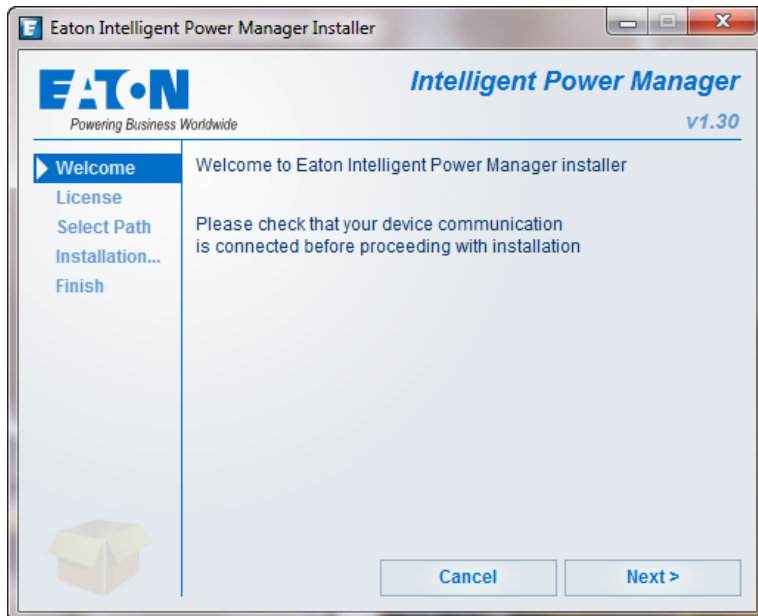 Eaton Intelligent Power Manager Installer
EATON
Powering Business Worldwide
Intelligent Power Manager
v1.30
Welcome
License
Select Path
Installation...
Finish
Welcome to Eaton Intelligent Power Manager installer
Please check that your device communication
is connected before proceeding with installation
Cancel
Next >